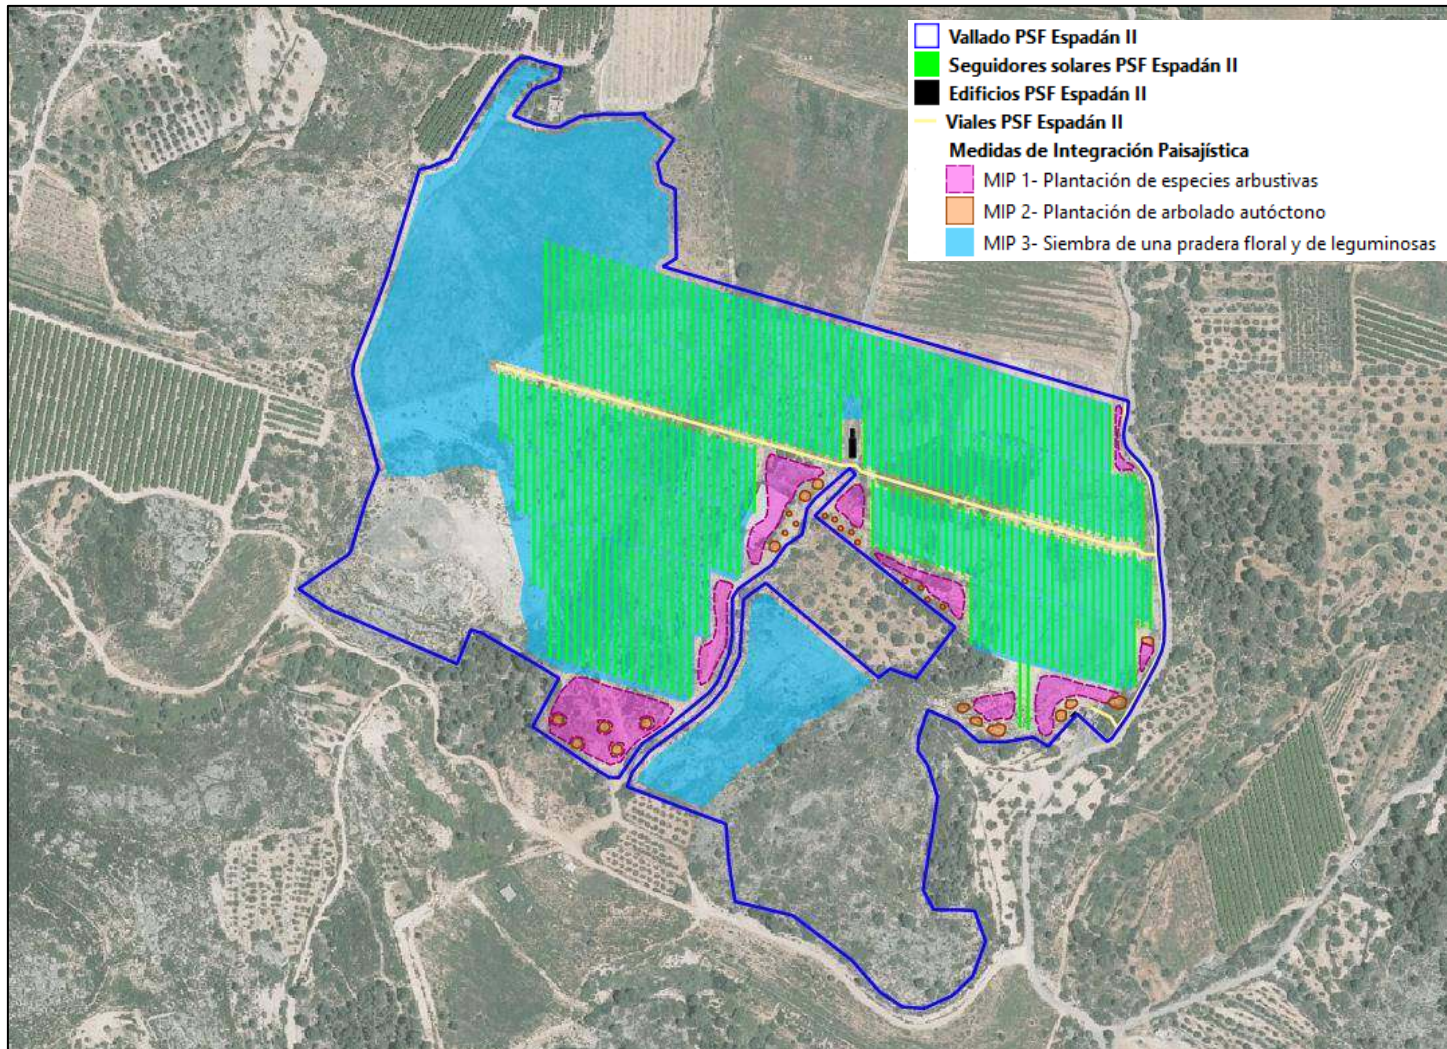 Vallado PSF Espadán II
Seguidores solares PSF Espadán II
Edificios PSF Espadán II
Viales PSF Espadán II
Medidas de Integración Paisajística
MIP 1- Plantación de especies arbustivas
MIP 2- Plantación de arbolado autóctono
MIP 3- Siembra de una pradera floral y de leguminosas